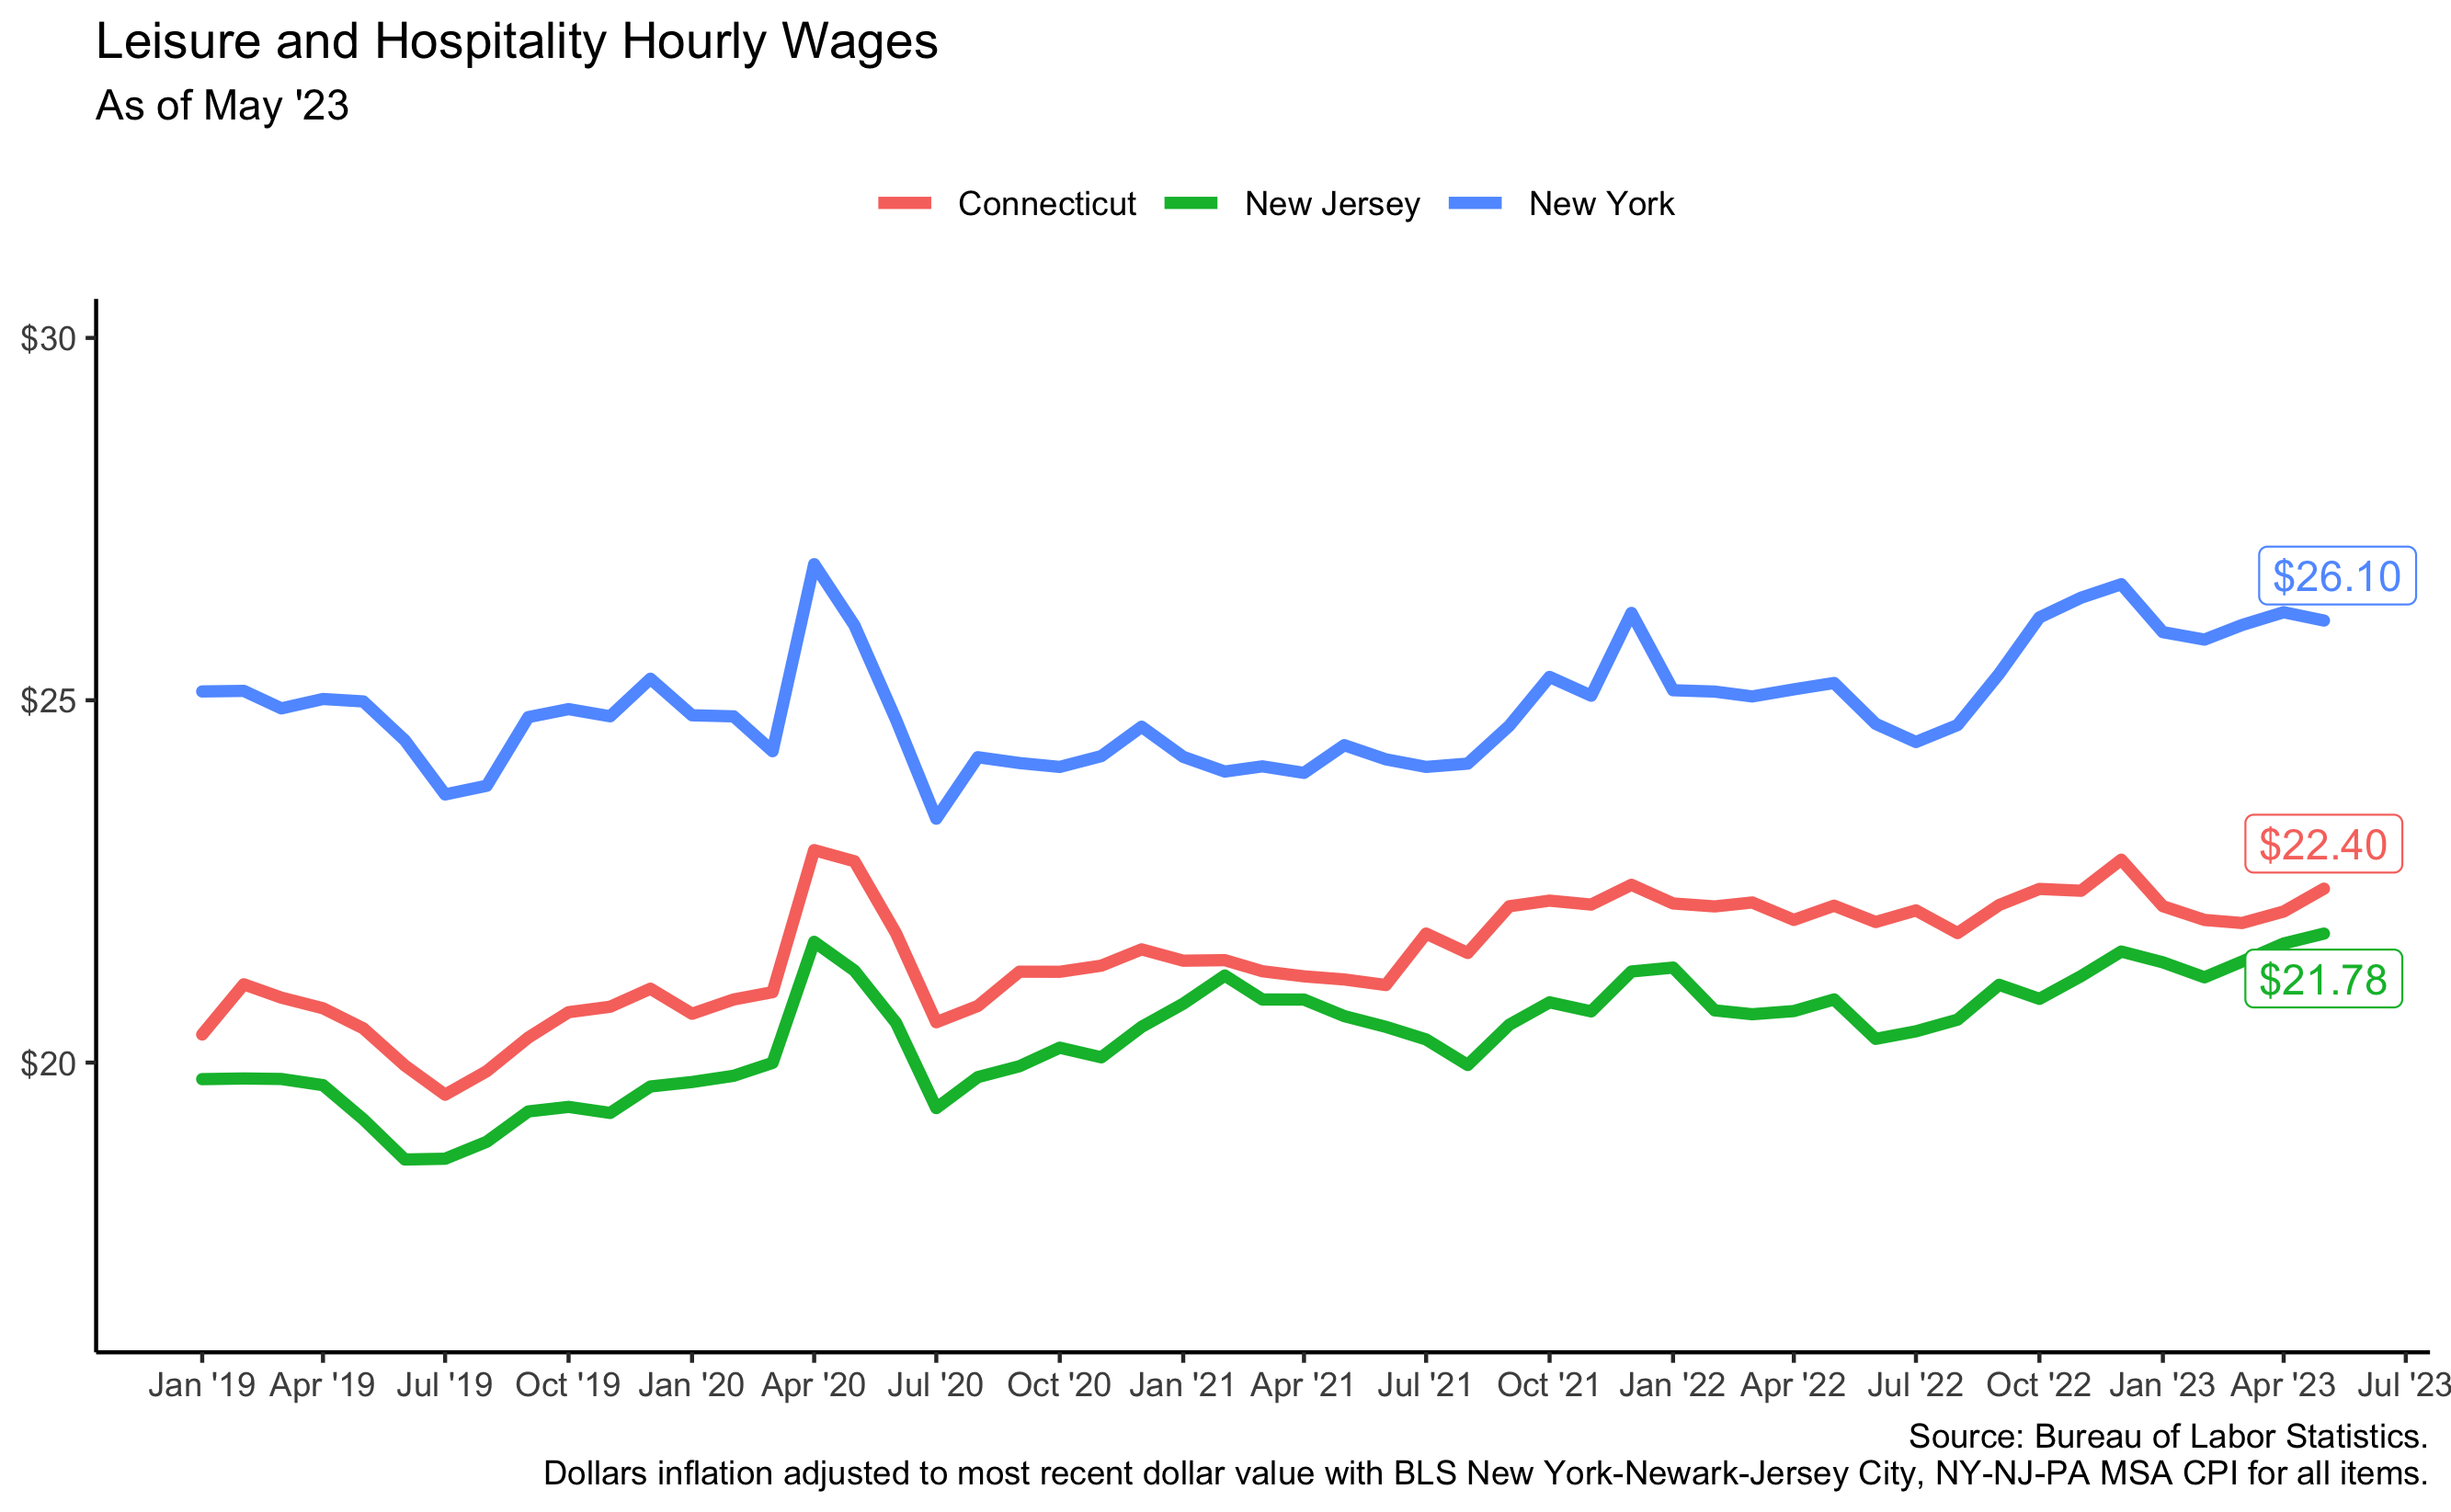 Leisure and Hospitality Hourly Wages
As of May '23
Connecticut New Jersey New York
$30
$25
$20
$26.10
$22.40
$21.78
Jan '19 Apr '19 Jul '19 Oct '19 Jan '20 Apr '20 Jul '20 Oct '20 Jan '21 Apr '21 Jul '21 Oct '21 Jan '22 Apr '22 Jul '22 Oct '22 Jan '23 Apr '23 Jul '23
Source: Bureau of Labor Statistics.
Dollars inflation adjusted to most recent dollar value with BLS New York-Newark-Jersey City, NY-NJ-PA MSA CPI for all items.